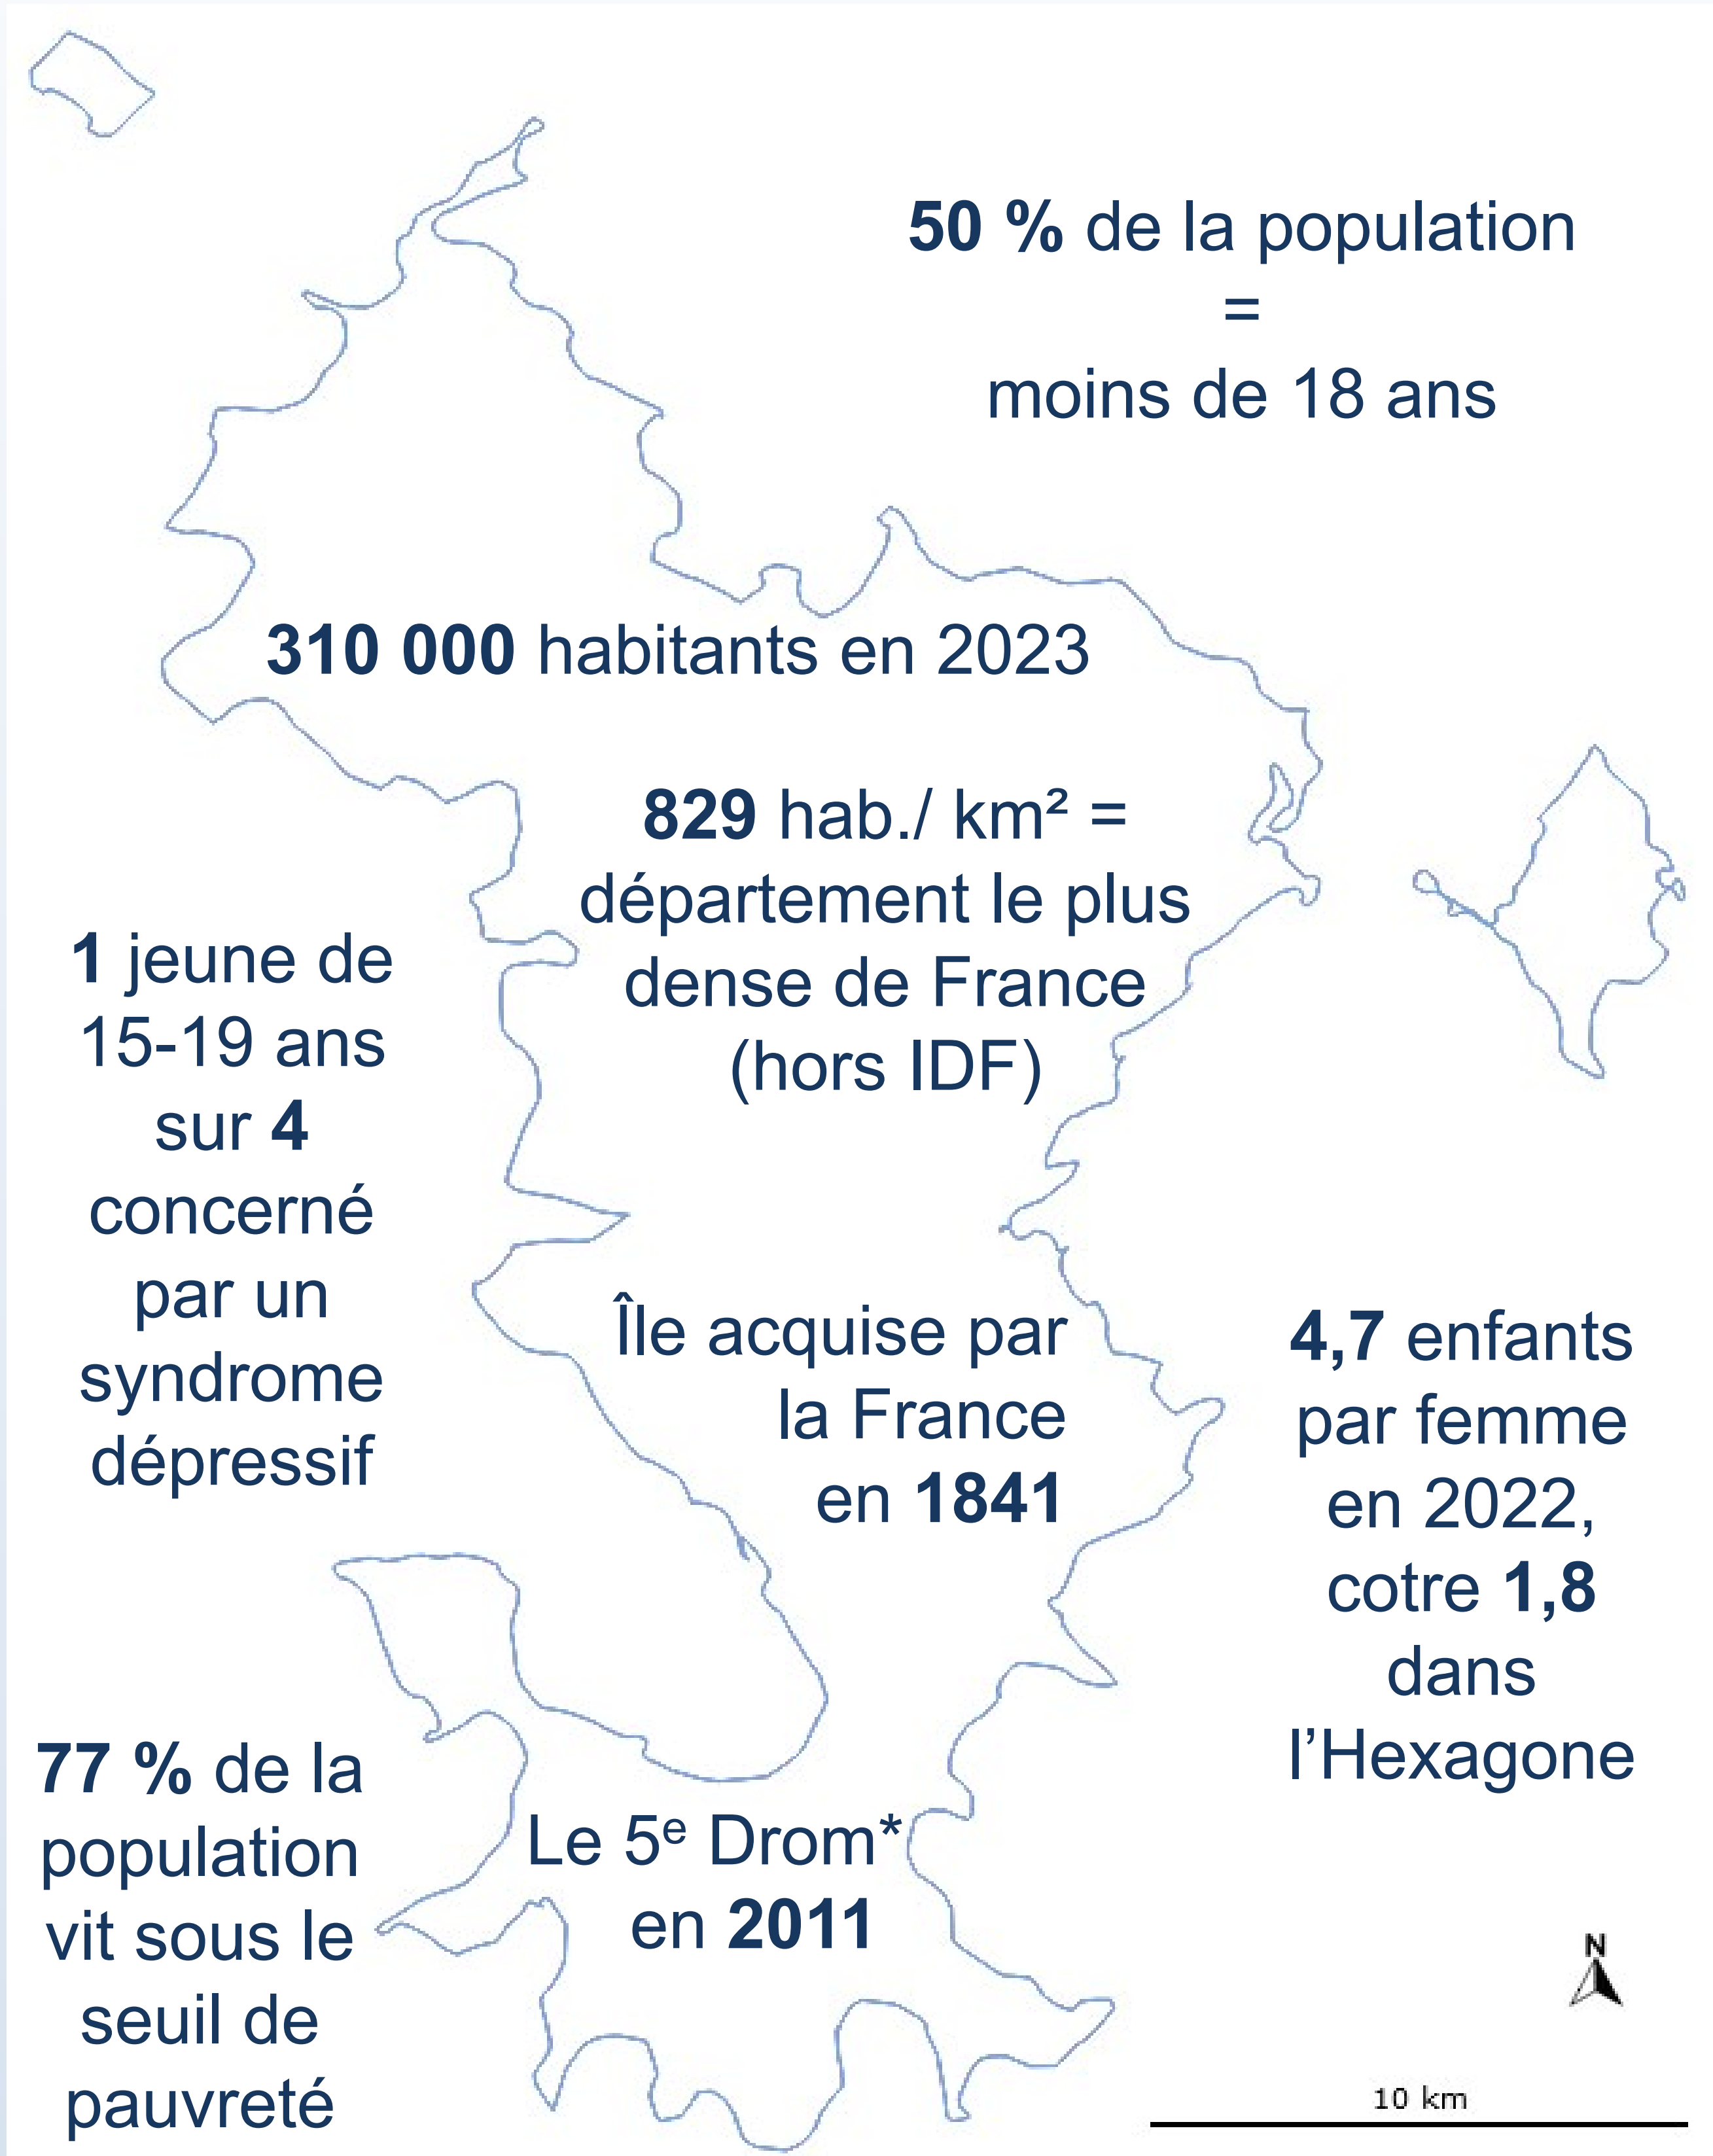 50 % de la population
=
moins de 18 ans
310 000 habitants en 2023
829 hab./ km² =
département le plus
dense de France
(hors IDF)
1 jeune de
15-19 ans
sur 4
concerné
par un
syndrome
dépressif
Île acquise par
la France
en 1841
4,7 enfants
par femme
en 2022,
cotre 1,8
dans
l’Hexagone
77 % de la
population
vit sous le
seuil de
pauvreté
Le 5e Drom*
en 2011
N
10 km